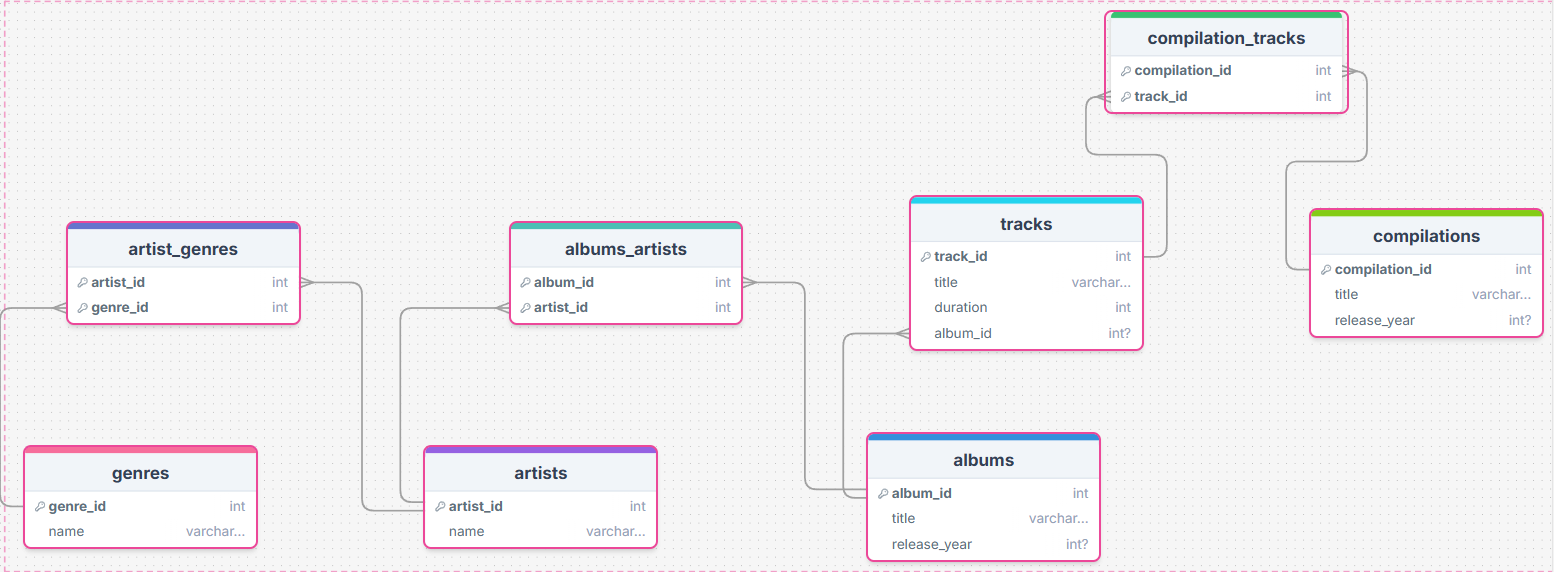 compilation_tracks
compilation_id int
track_id int
artist_genres
artist_id int
genre_id int
albums_artists
album_id int
artist_id int
tracks
track_id int
title varchar...
duration int
album_id int?
compilations
compilation_id int
title varchar...
release_year int?
genres
genre_id int
name varchar...
artists
artist_id int
name varchar...
albums
album_id int
title varchar...
release_year int?